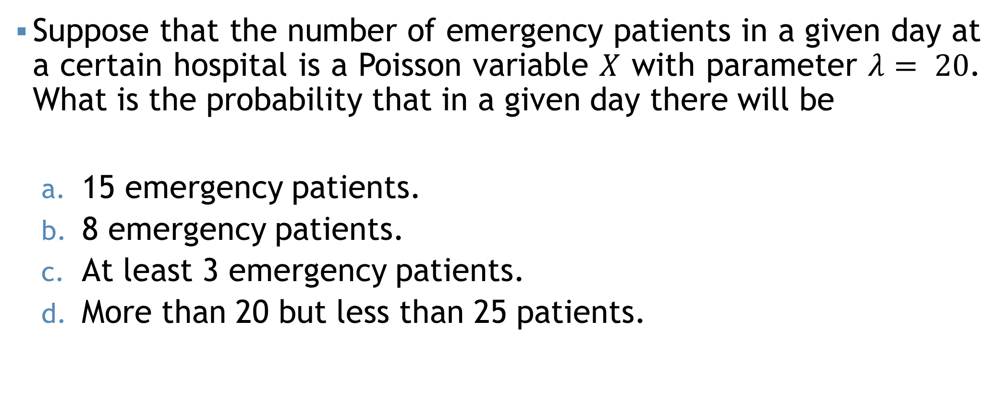 ▪ Suppose that the number of emergency patients in a given day at
a certain hospital is a Poisson variable X with parameter λ = 20.
What is the probability that in a given day there will be
a. 15 emergency patients.
b. 8 emergency patients.
c. At least 3 emergency patients.
d. More than 20 but less than 25 patients.